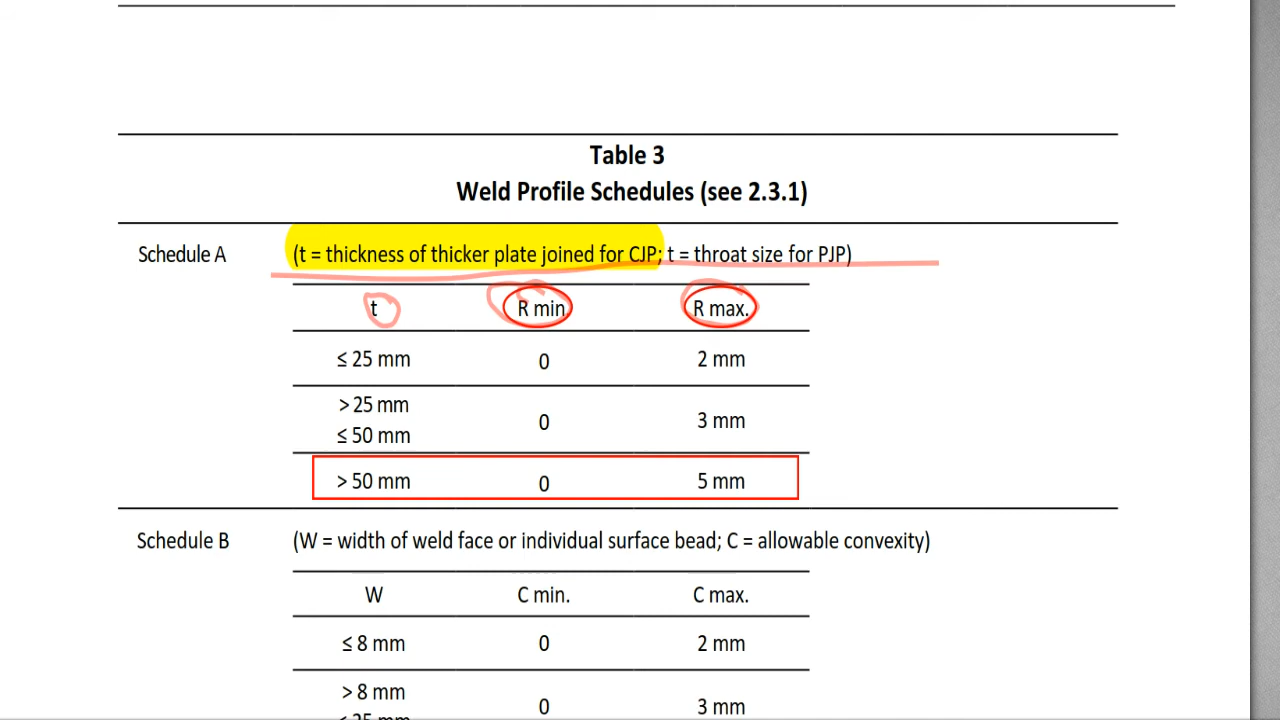 Table 3
Weld Profile Schedules (see 2.3.1)
Schedule A (t = thickness of thicker plate joined for CJP; t = throat size for PJP)
t R min. R max.
≤ 25 mm 0 2 mm
> 25 mm
≤ 50 mm 0 3 mm
> 50 mm 0 5 mm
Schedule B (W = width of weld face or individual surface bead; C = allowable convexity)
W C min. C max.
≤ 8 mm 0 2 mm
> 8 mm 0 3 mm